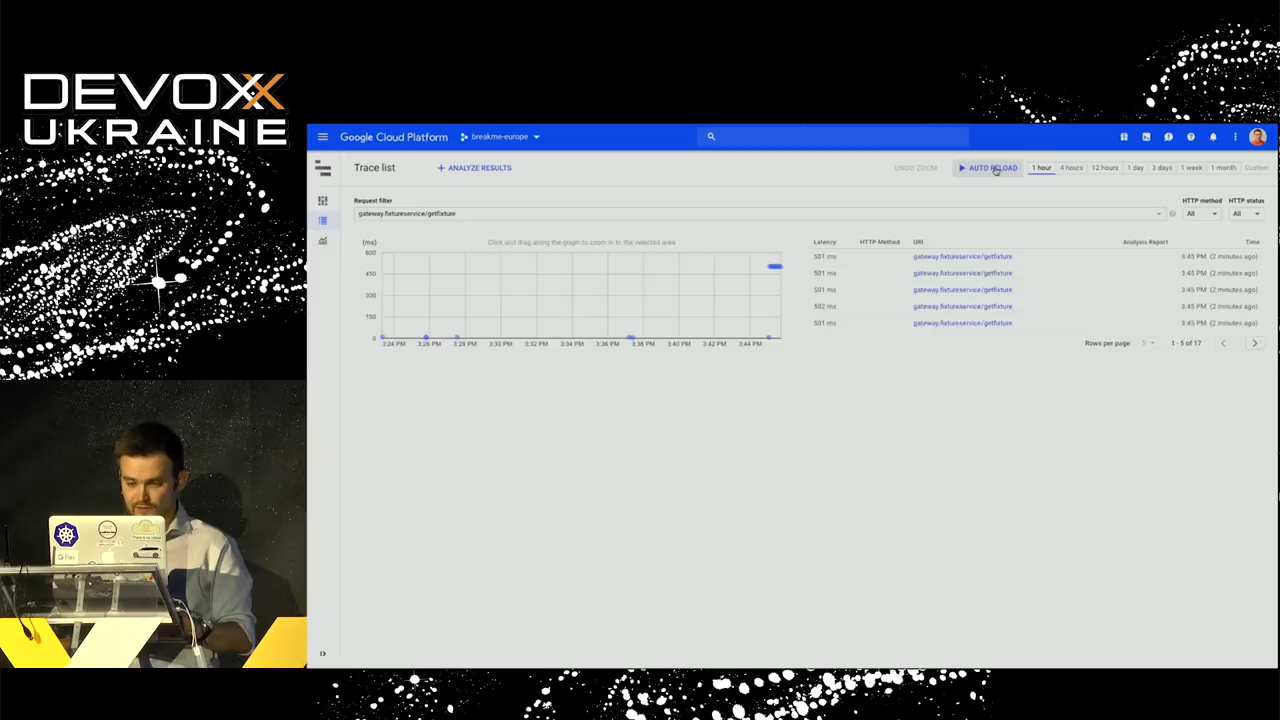 DEVOXX
UKRAINE
Google Cloud Platform
breakme-europe
Trace list
+ ANALYZE RESULTS
UNDO ZOOM
AUTO RELOAD
1 hour
4 hours
12 hours
1 day
3 days
1 week
1 month
Custom
Request filter
HTTP method
HTTP status
gateway.fixtureservice/getfixture
All
All
(ms)
Click and drag along the graph to zoom in to the selected area
600
450
300
150
0
3:24 PM 3:26 PM 3:28 PM 3:30 PM 3:32 PM 3:34 PM 3:36 PM 3:38 PM 3:40 PM 3:42 PM 3:44 PM
Latency HTTP Method URI Analysis Report Time
501 ms gateway.fixtureservice/getfixture 3:45 PM (2 minutes ago)
501 ms gateway.fixtureservice/getfixture 3:45 PM (2 minutes ago)
501 ms gateway.fixtureservice/getfixture 3:45 PM (2 minutes ago)
502 ms gateway.fixtureservice/getfixture 3:45 PM (2 minutes ago)
501 ms gateway.fixtureservice/getfixture 3:45 PM (2 minutes ago)
Rows per page: 5 1 - 5 of 17
G Pay